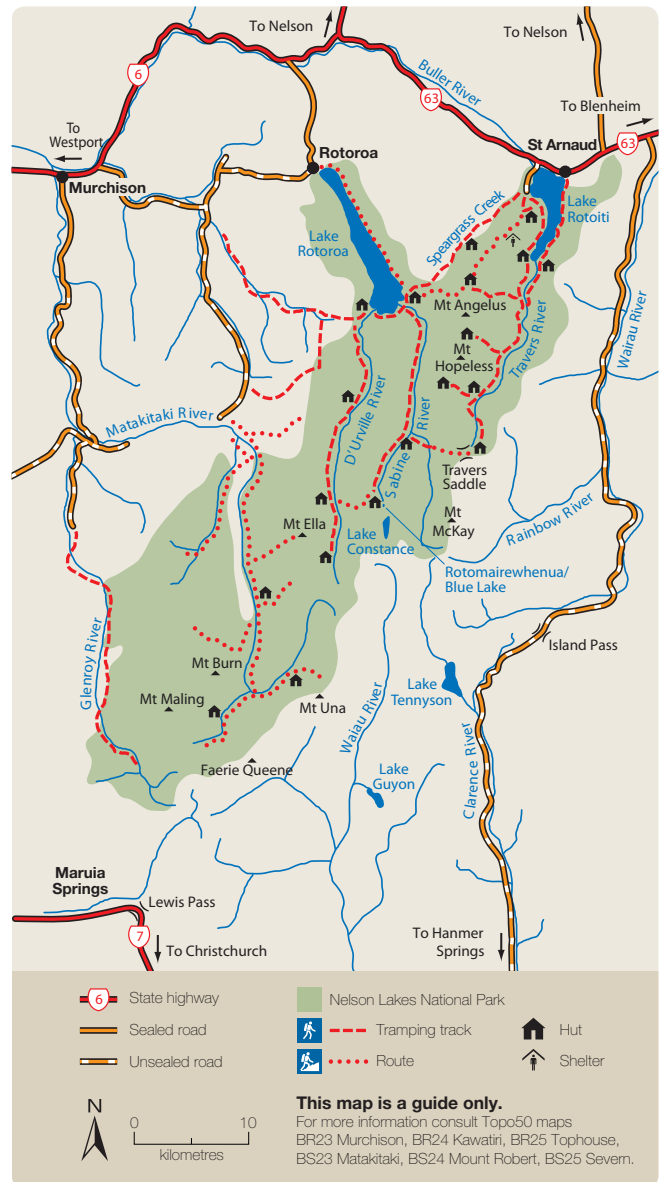 To Nelson
To Nelson
6
Buller River
63
To Blenheim
To
Westport
Rotoroa
St Arnaud
63
Murchison
Speargrass Creek
Lake
Rotoiti
Lake
Rotoroa
Wairau River
Mt Angelus
Travers River
Mt
Hopeless
Matakitaki River
D'Urville River
Sabine
River
Travers
Saddle
Mt Ella
Mt
McKay
Rainbow River
Lake
Constance
Rotomairewhenua/
Blue Lake
Glenroy River
Island Pass
Mt Burn
Lake
Tennyson
Mt Maling
Mt Una
Waiau River
Clarence River
Faerie Queene
Lake
Guyon
Maruia
Springs
Lewis Pass
7
To Christchurch
To Hanmer
Springs
6 State highway
Sealed road
Unsealed road
Nelson Lakes National Park
Tramping track
Route
Hut
Shelter
N
0 10
kilometres
This map is a guide only.
For more information consult Topo50 maps
BR23 Murchison, BR24 Kawatiri, BR25 Tophouse,
BS23 Matakitaki, BS24 Mount Robert, BS25 Severn.